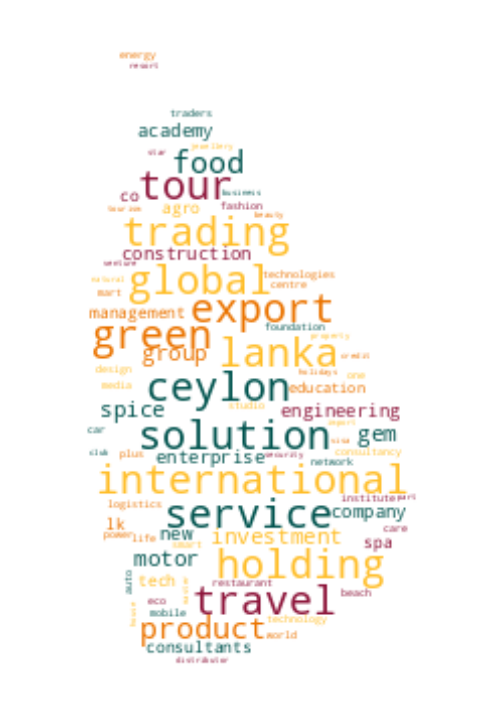 energy
resort
traders
academy
jewellery
star
food
tour
business
co
fashion
tourism
agro
beauty
trading
construction
venture
global
technologies
natural
centre
mart
export
management
green
foundation
property
group
lanka
credit
holidays
design
one
ceylon
education
media
spice
studio
engineering
export
car
solution
gem
visa
club
plus
enterprise
security
consultancy
network
international
institute
logistics
service
company
lk
care
power
life
new
investment
spa
smart
motor
holding
auto
tech
restaurant
beach
eco
travel
mobile
house
product
technology
world
consultants
distributor